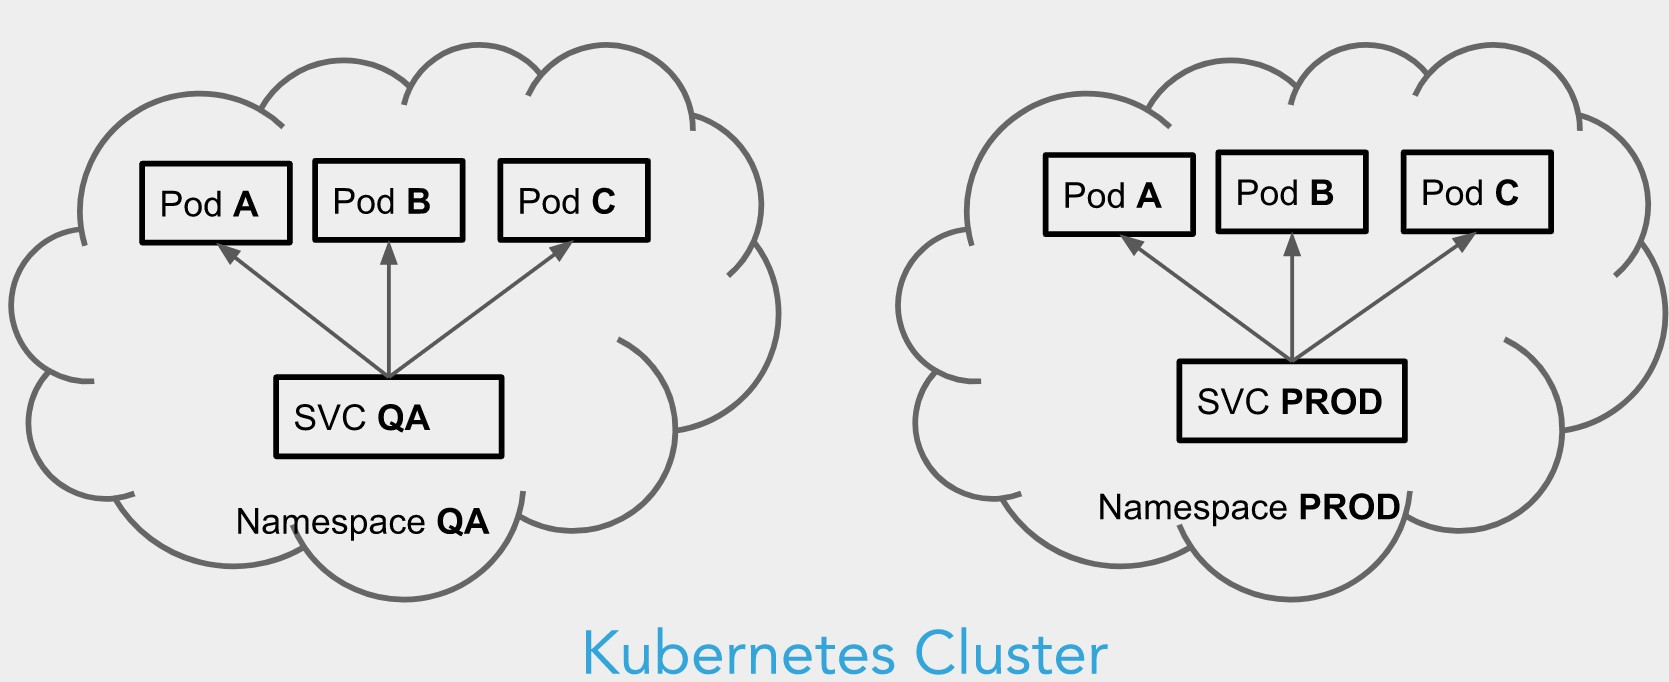 Pod A
Pod B
Pod C
SVC QA
Namespace QA
Pod A
Pod B
Pod C
SVC PROD
Namespace PROD
Kubernetes Cluster